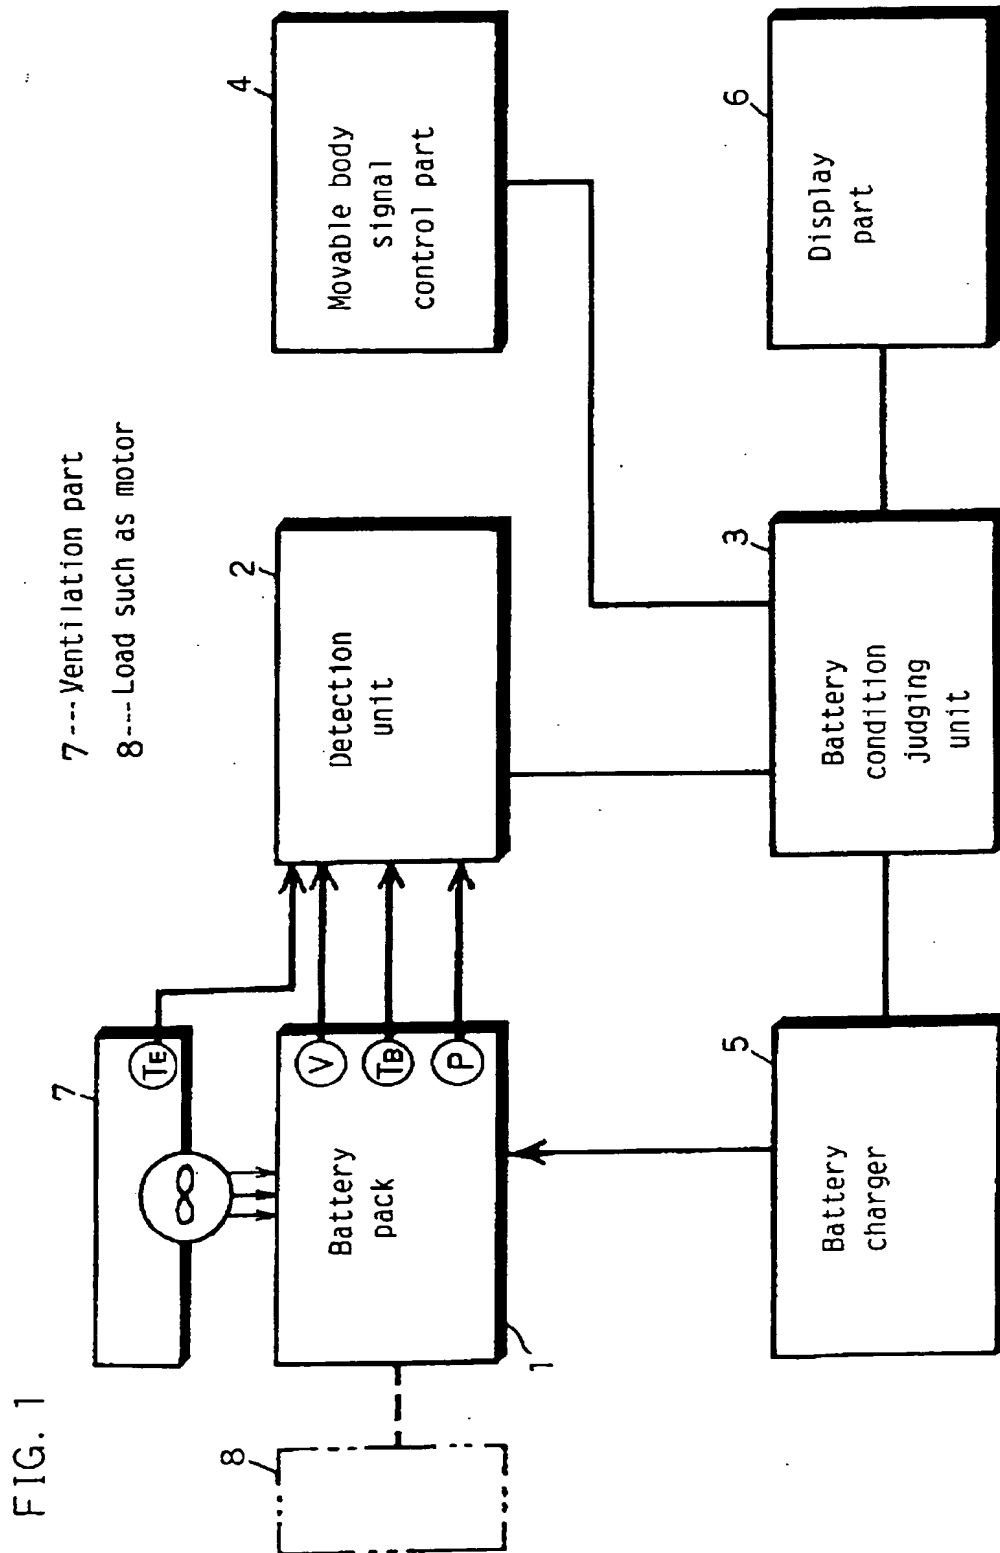 FIG. 1
7---Ventilation part
8---Load such as motor
7
TE
8
1
Battery
pack
V
TB
P
2
Detection
unit
4
Movable body
signal
control part
5
Battery
charger
3
Battery
condition
judging
unit
6
Display
part